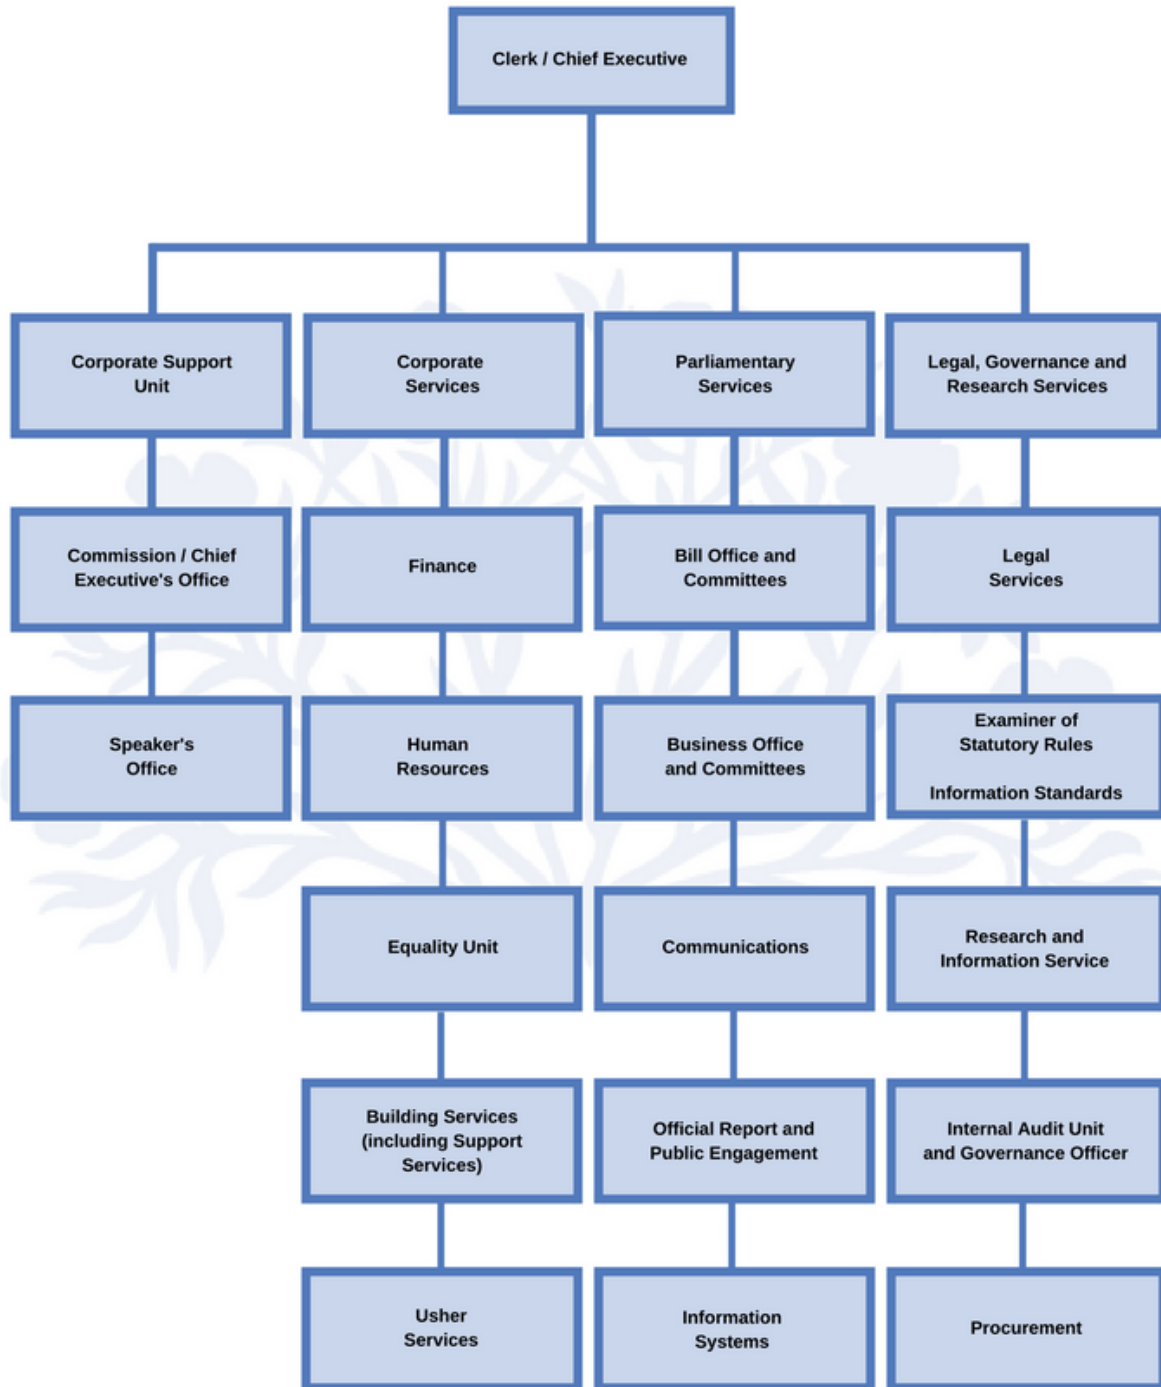 Clerk / Chief Executive
Corporate Support
Unit
Corporate
Services
Parliamentary
Services
Legal, Governance and
Research Services
Commission / Chief
Executive's Office
Finance
Bill Office and
Committees
Legal
Services
Speaker's
Office
Human
Resources
Business Office
and Committees
Examiner of
Statutory Rules
Information Standards
Equality Unit
Communications
Research and
Information Service
Building Services
(including Support
Services)
Official Report and
Public Engagement
Internal Audit Unit
and Governance Officer
Usher
Services
Information
Systems
Procurement